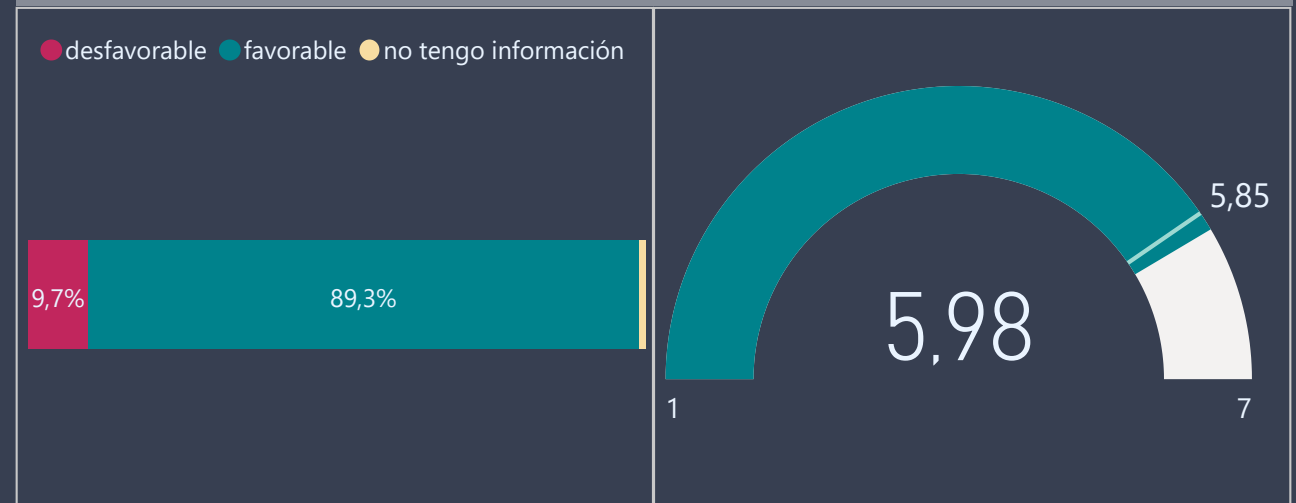 desfavorable favorable no tengo información
9,7% 89,3%
5,85
5,98
1 7